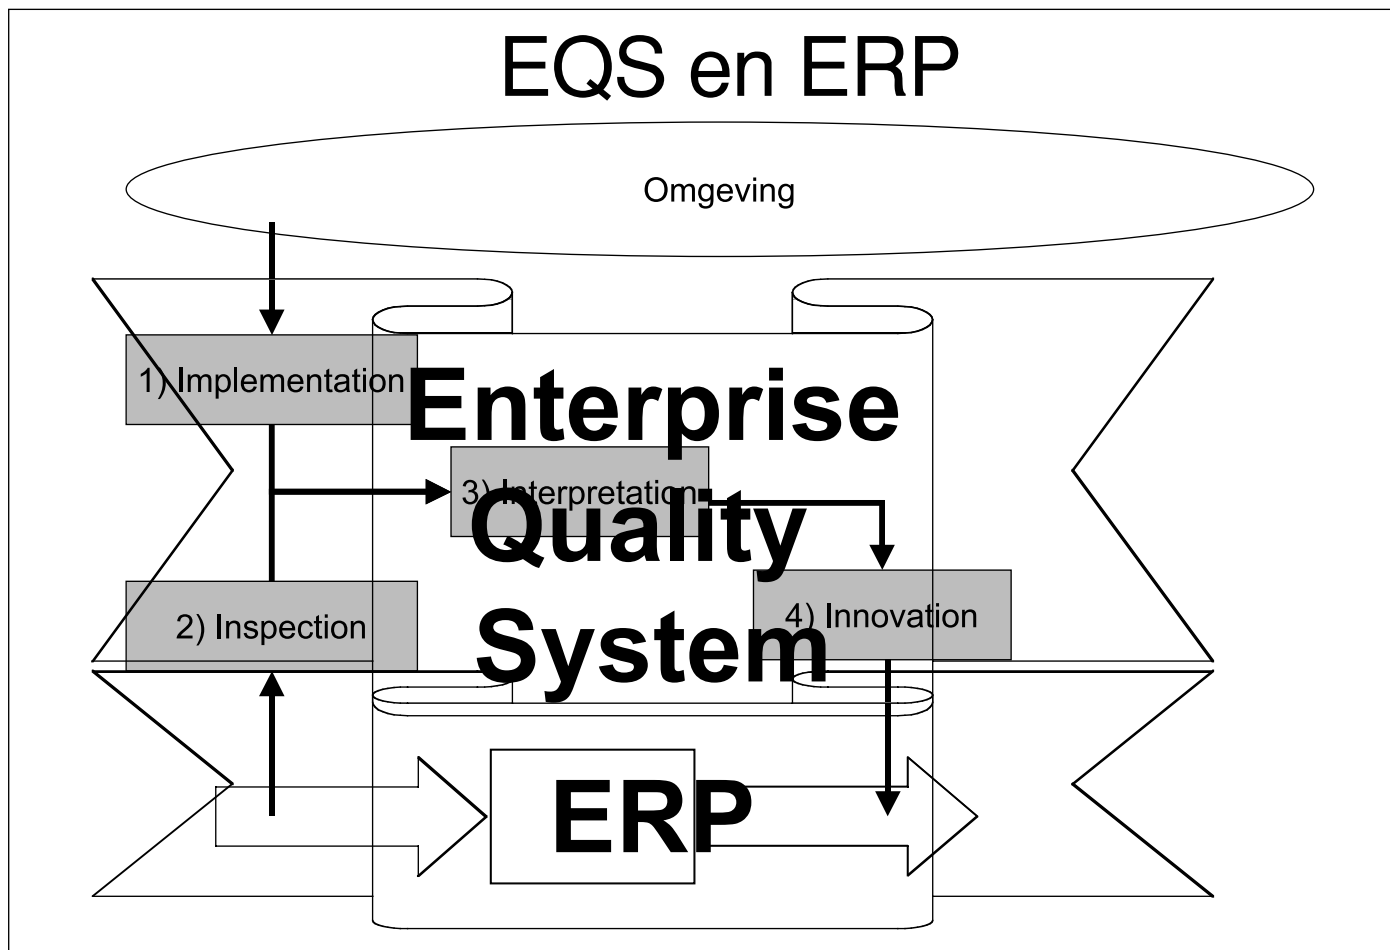 EQS en ERP
Omgeving
1) Implementation
Enterprise
3) Interpretation
Quality
2) Inspection
4) Innovation
System
ERP